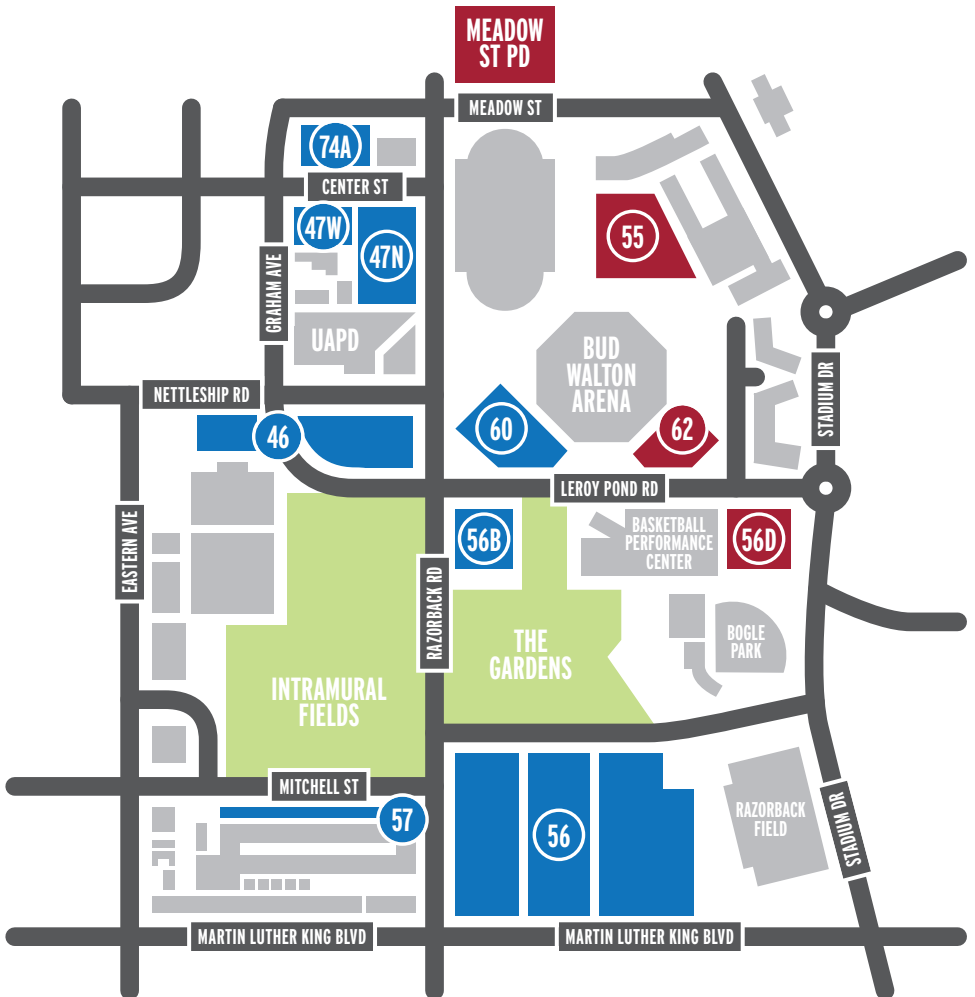 MEADOW
ST PD
MEADOW ST
74A
CENTER ST
47W
47N
55
GRAHAM AVE
UAPD
BUD
WALTON
ARENA
STADIUM DR
NETTLESHIP RD
46
60
62
LEROY POND RD
EASTERN AVE
56B
BASKETBALL
PERFORMANCE
CENTER
56D
RAZORBACK RD
THE
GARDENS
BOGLE
PARK
INTRAMURAL
FIELDS
MITCHELL ST
57
56
RAZORBACK
FIELD
STADIUM DR
MARTIN LUTHER KING BLVD
MARTIN LUTHER KING BLVD